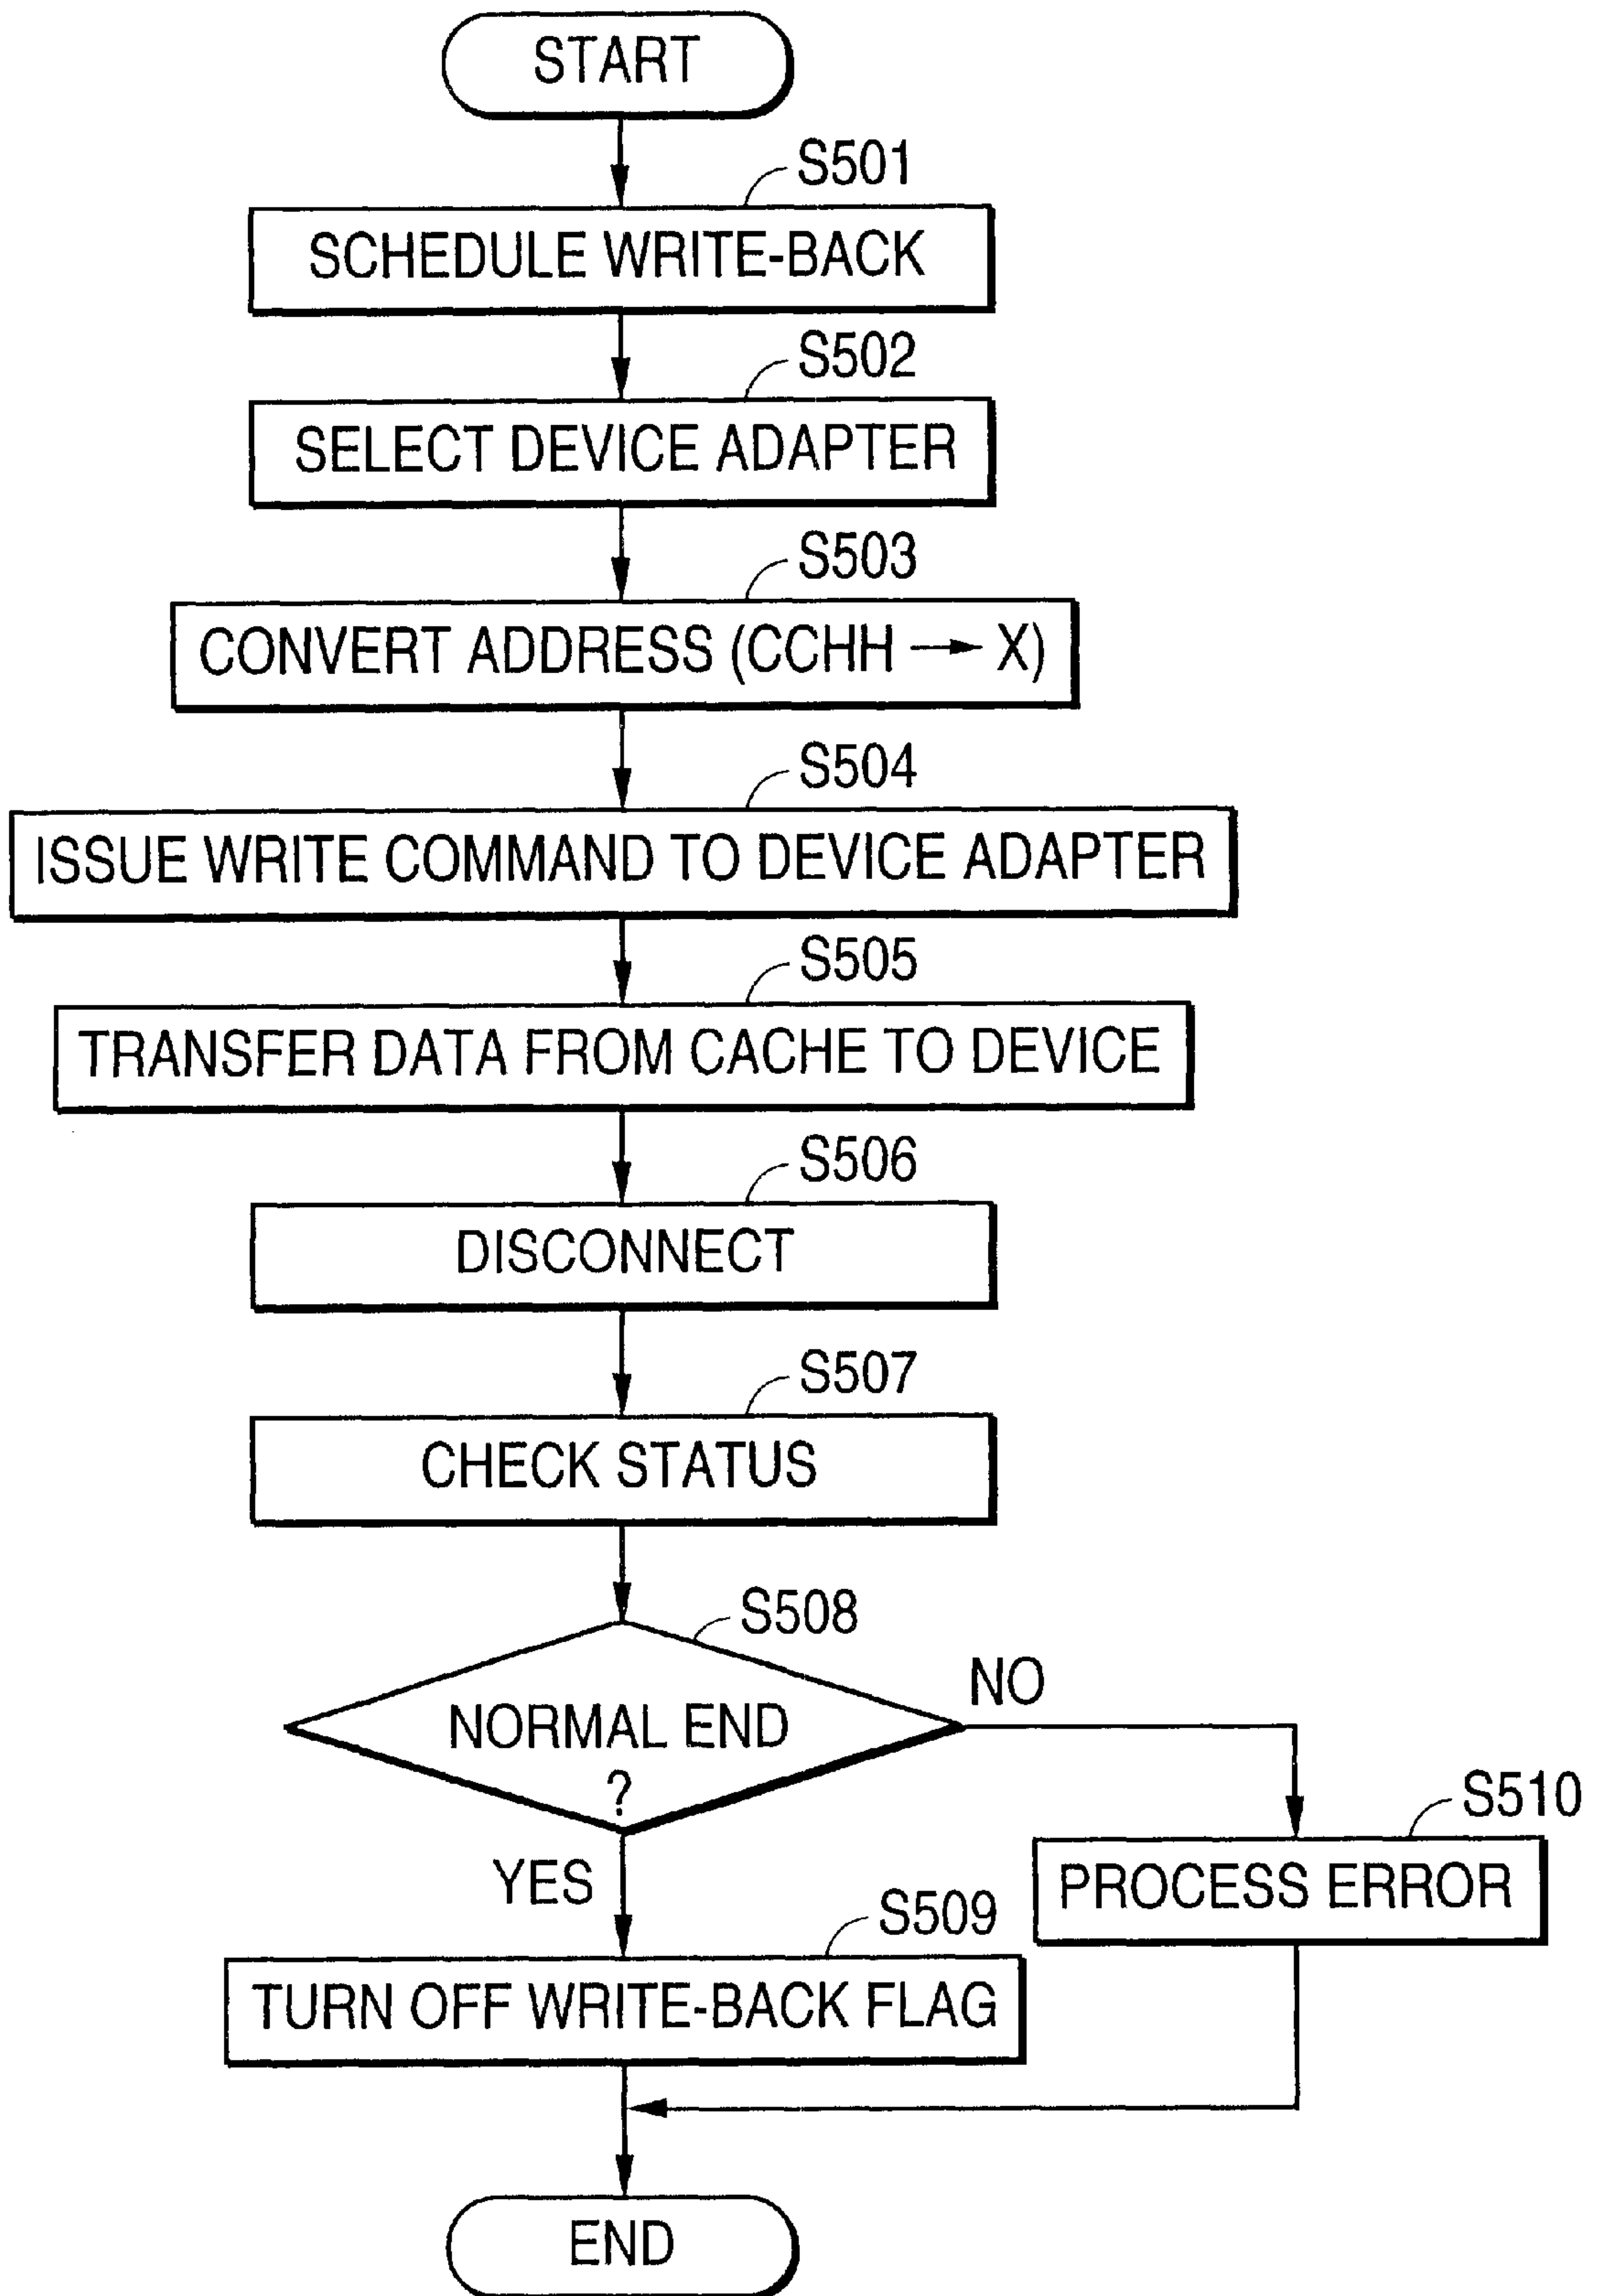 START
S501
SCHEDULE WRITE-BACK
S502
SELECT DEVICE ADAPTER
S503
CONVERT ADDRESS (CCHH → X)
S504
ISSUE WRITE COMMAND TO DEVICE ADAPTER
S505
TRANSFER DATA FROM CACHE TO DEVICE
S506
DISCONNECT
S507
CHECK STATUS
S508
NORMAL END
?
NO
YES
S510
PROCESS ERROR
S509
TURN OFF WRITE-BACK FLAG
END